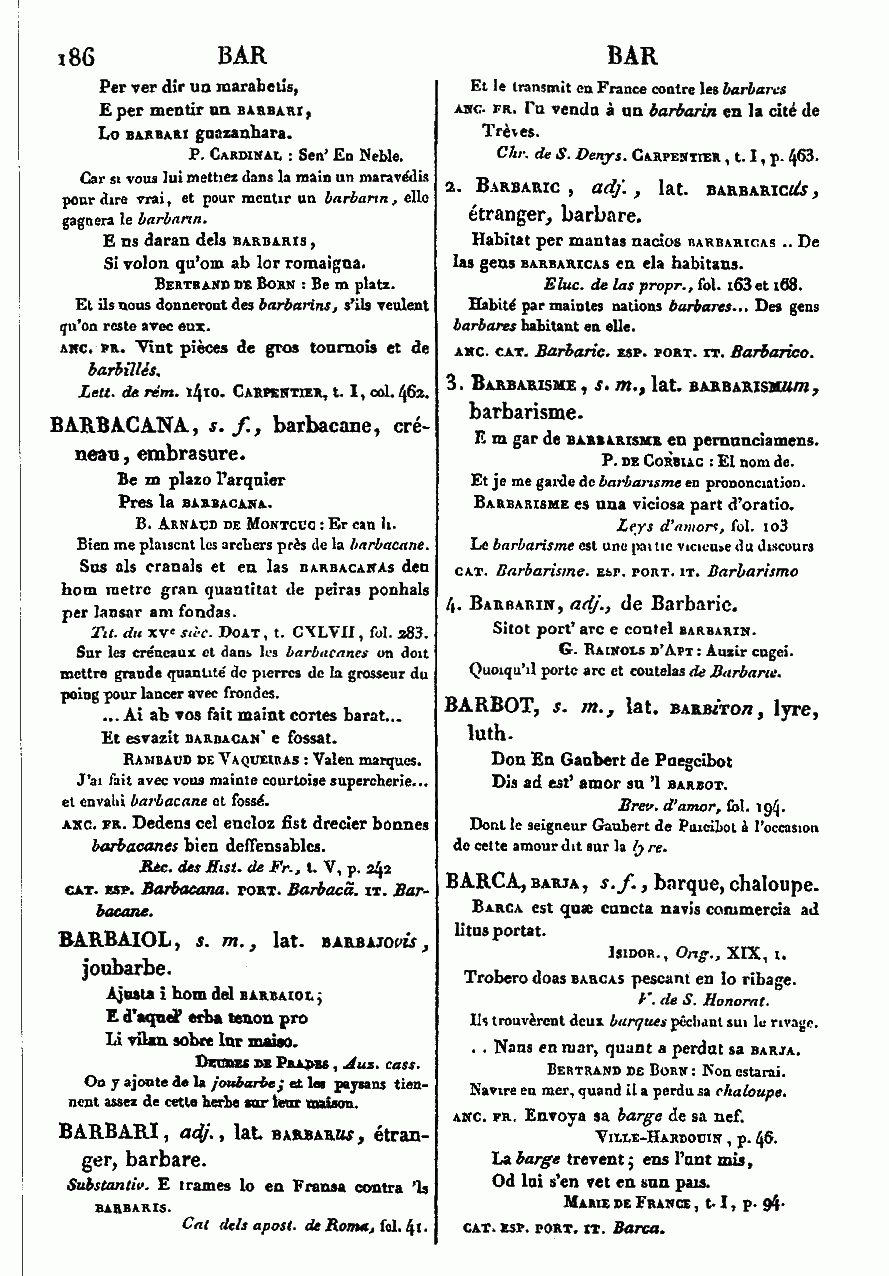 186 BAR BAR
Per ver dir un marabetis,
E per mentir un BARBARI,
Lo BARBARI guazanhara.
P. CARDINAL : Sen' En Neble.
Car si vous lui mettiez dans la main un maravédis
pour dire vrai, et pour mentir un barbarin, elle
gagnera le barbarin.
E ns daran dels BARBARIS,
Si volon qu'om ab lor romaigna.
BERTRAND DE BORN : Be m platz.
Et ils nous donneront des barbarins, s'ils veulent
qu'on reste avec eux.
ANC. FR. Vint pièces de gros tournois et de
barbillés.
Lett. de rém. 1410. CARPENTIER, t. I, col. 462.
BARBACANA, s. f., barbacane, cré-
neau, embrasure.
Be m plazo l'arquier
Pres la BARBACANA.
B. ARNAUD DE MONTCUC : Er can li.
Bien me plaisent les archers près de la barbacane.
Sus als cranals et en las BARBACANAS deu
hom metre gran quantitat de peiras ponhals
per lansar am fondas.
Tit. du XVe sièc. DOAT, t. CXLVII, fol. 283.
Sur les créneaux et dans les barbacanes on doit
mettre grande quantité de pierres de la grosseur du
poing pour lancer avec frondes.
... Ai ab vos fait maint cortes barat...
Et esvazit BARBACAN' e fossat.
RAMBAUD DE VAQUEIRAS : Valen marques.
J'ai fait avec vous mainte courtoise supercherie...
et envahi barbacane et fossé.
ANC. FR. Dedens cel encloz fist drecier bonnes
barbacanes bien deffensables.
Rec. des Hist. de Fr., t. V, p. 242
CAT. ESP. Barbacana. PORT. Barbacã. IT. Bar-
bacane.
BARBAIOL, s. m., lat. BARBAJOvis,
joubarbe.
Ajusta i hom del BARBAIOL;
E d'aquel' erba tenon pro
Li vilan sobre lur maiso.
DEUDES DE PRADES, Aus. cass.
On y ajoute de la joubarbe; et les paysans tien-
nent assez de cette herbe sur leur maison.
BARBARI, adj., lat. BARBARus, étran-
ger, barbare.
Substantiv. E trames lo en Fransa contra 'ls
BARBARIS.
Cat dels apost. de Roma, fol. 41.
Et le transmit en France contre les barbares
ANC. FR. Fu vendu à un barbarin en la cité de
Trèves.
Chr. de S. Denys. CARPENTIER, t. I, p. 463.
2. BARBARIC, adj., lat. BARBARICUs,
étranger, barbare.
Habitat per mantas nacios BARBARICAS .. De
las gens BARBARICAS en ela habitans.
Eluc. de las propr., fol. 163 et 168.
Habité par maintes nations barbares... Des gens
barbares habitant en elle.
ANC. CAT. Barbaric. ESP. PORT. IT. Barbarico.
3. BARBARISME, s. m., lat. BARBARISMum,
barbarisme.
E m gar de BARBARISME en pernunciamens.
P. DE CORBIAC : El nom de.
Et je me garde de barbarisme en prononciation.
BARBARISME es una viciosa part d'oratio.
Leys d'amors, fol. 103
Le barbarisme est une partie vicieuse du discours
CAT. Barbarisme. ESP. PORT. IT. Barbarismo
4. BARBARIN, adj., de Barbarie.
Sitot port' arc e coutel BARBARIN.
G. RAINOLS D'APT : Auzir cugei.
Quoiqu'il porte arc et coutelas de Barbarie.
BARBOT, s. m., lat. BARBiTon, lyre,
luth.
Don En Gaubert de Puegcibot
Dis ad est' amor su 'l BARBOT.
Brev. d'amor, fol. 194.
Dont le seigneur Gaubert de Puicibot à l'occasion
de cette amour dit sur la lyre.
BARCA, BARJA, s. f., barque, chaloupe.
BARCA est quæ cuncta navis commercia ad
litus portat.
ISIDOR., Orig., XIX, 1.
Trobero doas BARCAS pescant en lo ribage.
V. de S. Honorat.
Ils trouvèrent deux barques pêchant sur le rivage.
. . Naus en mar, quant a perdut sa BARJA.
BERTRAND DE BORN : Non estarai.
Navire en mer, quand il a perdu sa chaloupe.
ANC. FR. Envoya sa barge de sa nef.
VILLE-HARDOUIN, p. 46.
La barge trevent; ens l'unt mis,
Od lui s'en vet en sun pais.
MARIE DE FRANCE, t. I, p. 94.
CAT. ESP. PORT. IT. Barca.